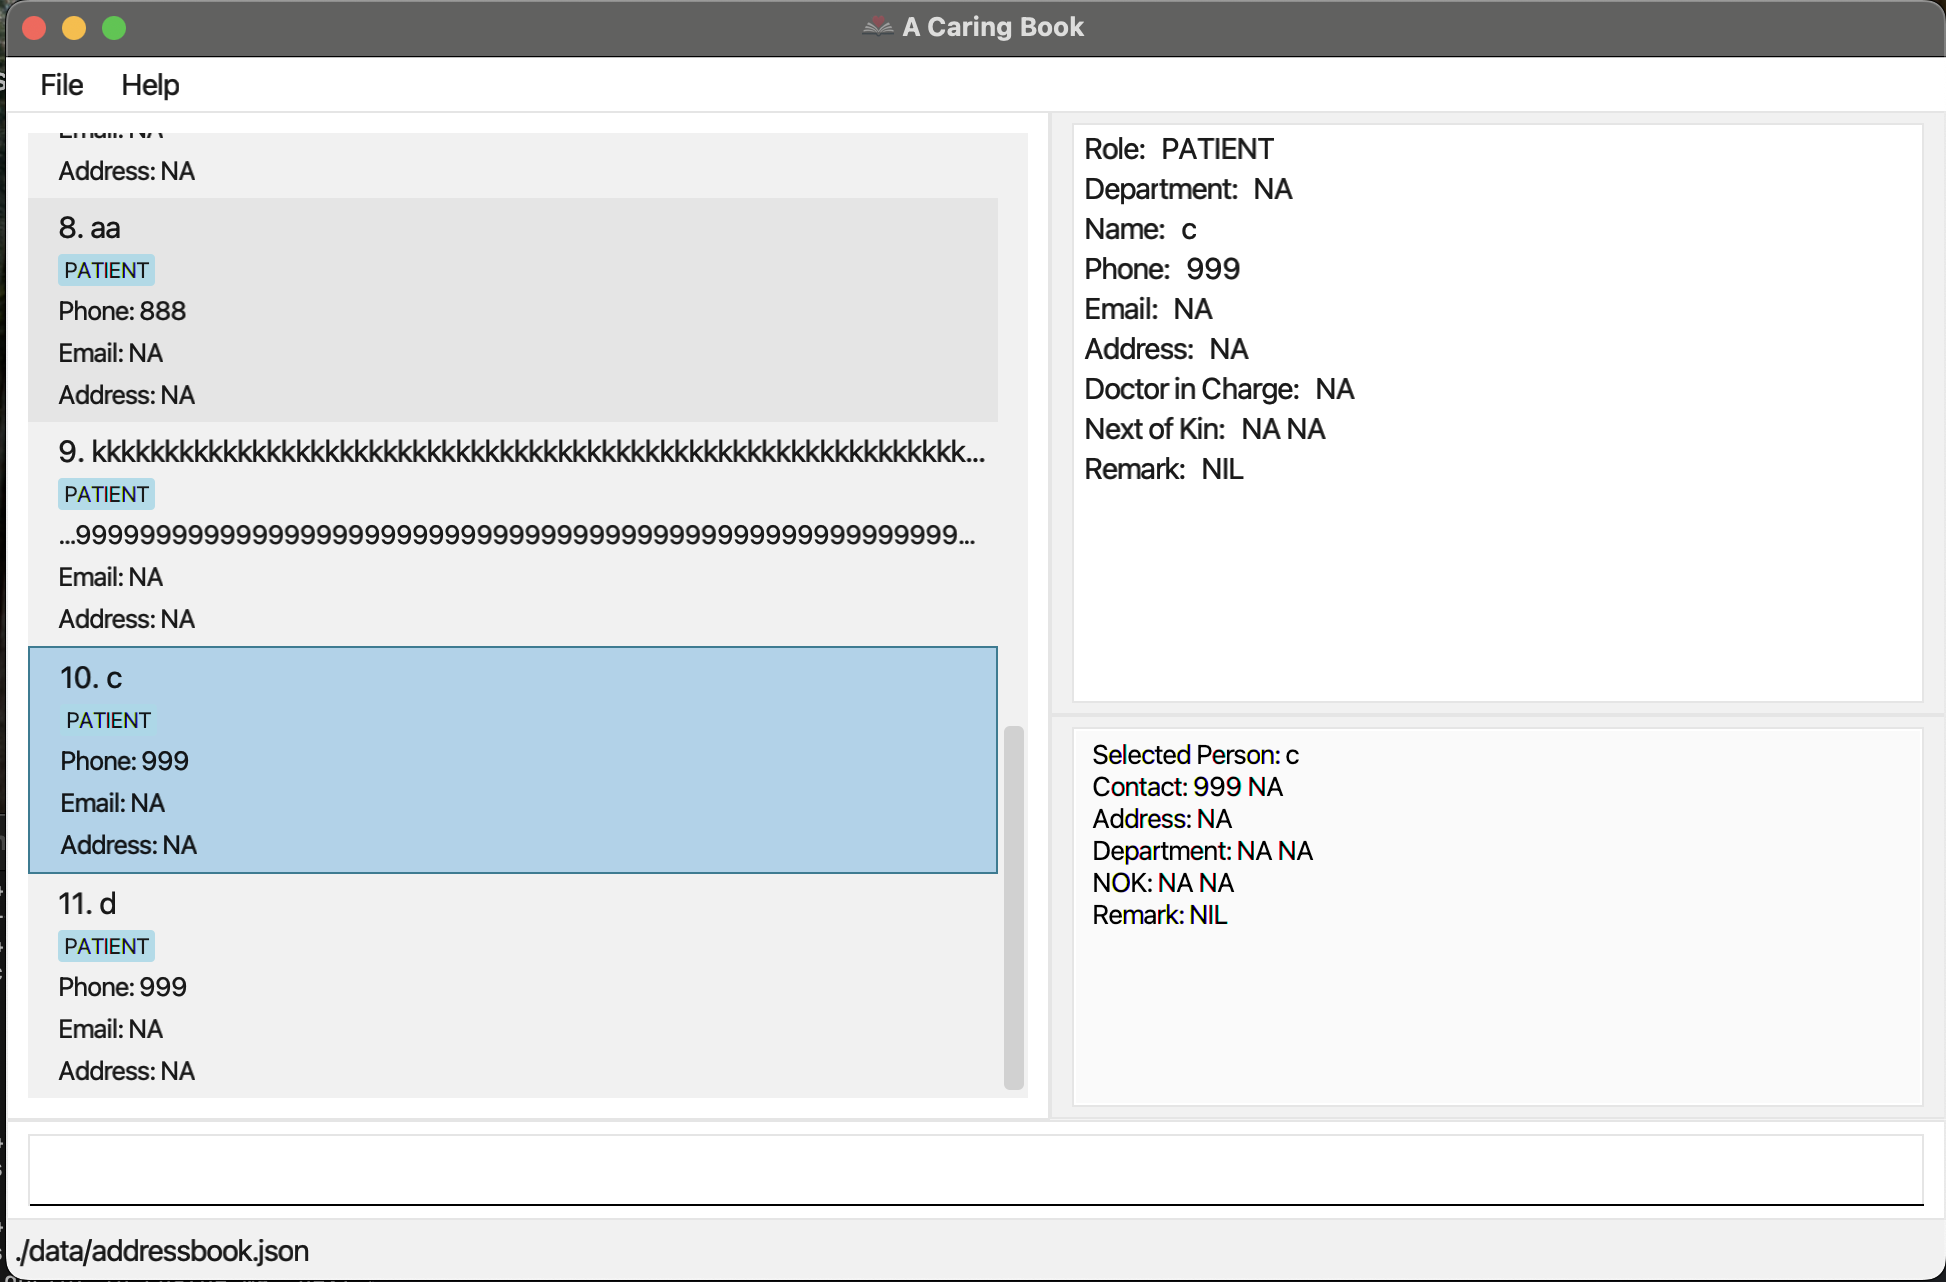 A Caring Book
File Help
Email: NA
Address: NA
8. aa
PATIENT
Phone: 888
Email: NA
Address: NA
9. kkkkkkkkkkkkkkkkkkkkkkkkkkkkkkkkkkkkkkkkkkkkkkkkkkkkkkkkkkkk...
PATIENT
...9999999999999999999999999999999999999999999999999999999...
Email: NA
Address: NA
10. c
PATIENT
Phone: 999
Email: NA
Address: NA
11. d
PATIENT
Phone: 999
Email: NA
Address: NA
Role: PATIENT
Department: NA
Name: c
Phone: 999
Email: NA
Address: NA
Doctor in Charge: NA
Next of Kin: NA NA
Remark: NIL
Selected Person: c
Contact: 999 NA
Address: NA
Department: NA NA
NOK: NA NA
Remark: NIL
./data/addressbook.json